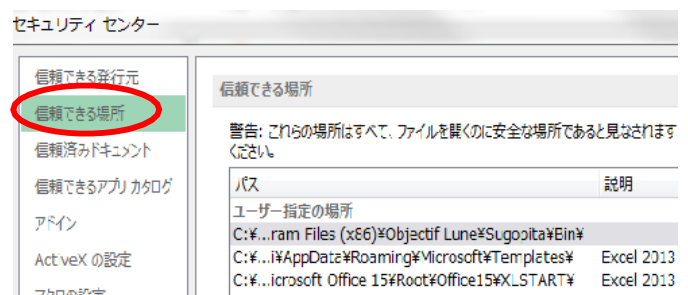 セキュリティ センター
信頼できる発行元
信頼できる場所
信頼済みドキュメント
信頼できるアプリ カタログ
アドイン
ActiveX の設定
マクロの設定
信頼できる場所
警告: これらの場所はすべて、ファイルを開くのに安全な場所であると見なされます
ください。
パス 説明
ユーザー指定の場所
C:¥...ram Files (x86)¥Objectif Lune¥Sugopita¥Bin¥
C:¥...i¥AppData¥Roaming¥Microsoft¥Templates¥ Excel 2013
C:¥...icrosoft Office 15¥Root¥Office15¥XLSTART¥ Excel 2013